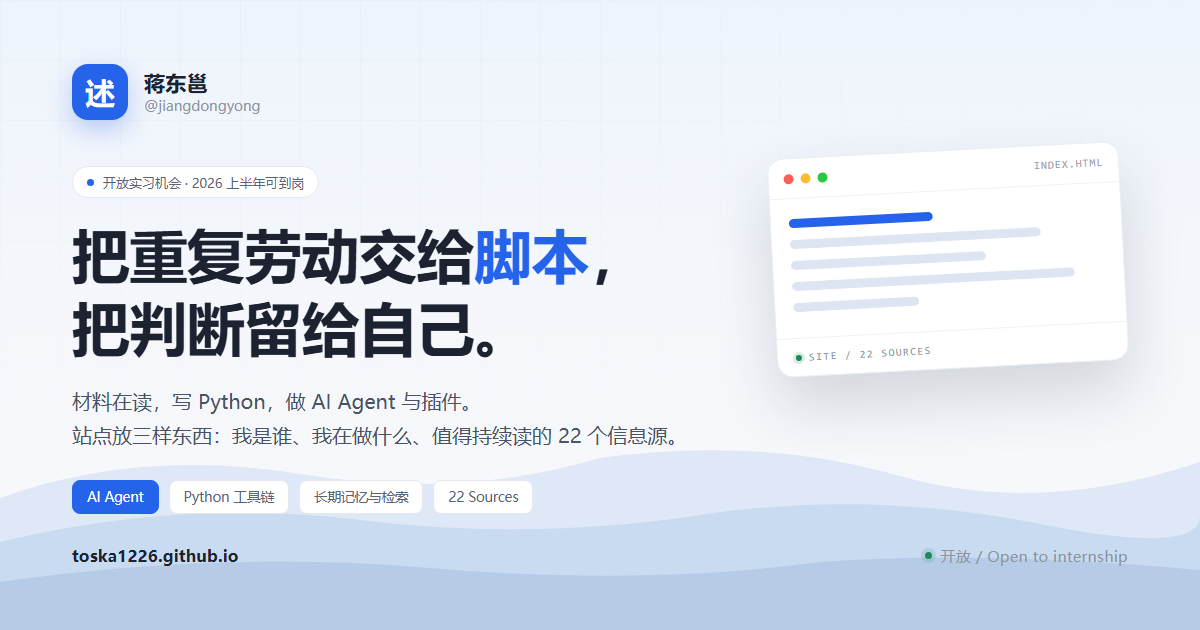 述
蒋东邕
@jiangdongyong
开放实习机会 · 2026 上半年可到岗
把重复劳动交给脚本，
把判断留给自己。
材料在读，写 Python，做 AI Agent 与插件。
站点放三样东西：我是谁、我在做什么、值得持续读的 22 个信息源。
AI Agent
Python 工具链
长期记忆与检索
22 Sources
toska1226.github.io
INDEX.HTML
SITE / 22 SOURCES
开放 / Open to internship